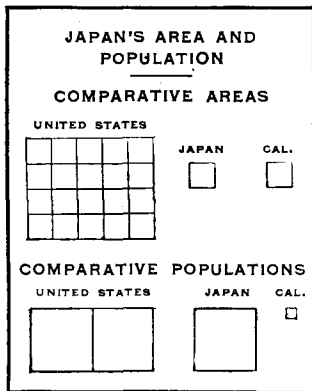 JAPAN'S AREA AND
POPULATION
COMPARATIVE AREAS
UNITED STATES
JAPAN
CAL.
COMPARATIVE POPULATIONS
UNITED STATES
JAPAN
CAL.